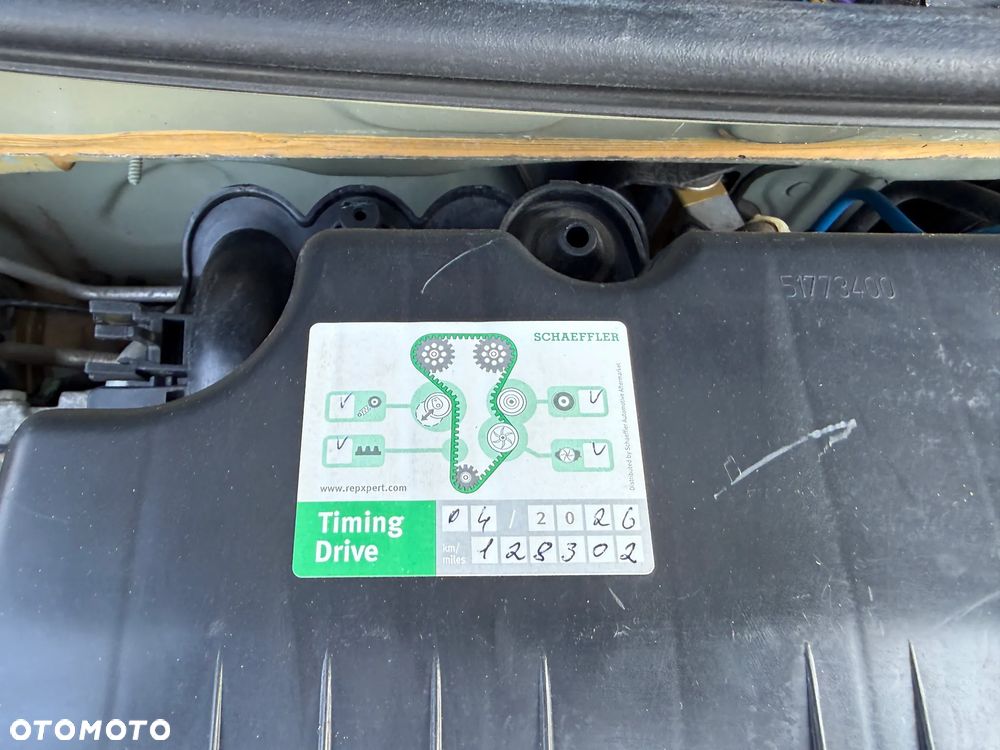 51773400
SCHAEFFLER
Distributed by Schaeffler Automotive Aftermarket
www.repxpert.com
Timing
Drive
04/2026
km/
miles
128302
OTOMOTO